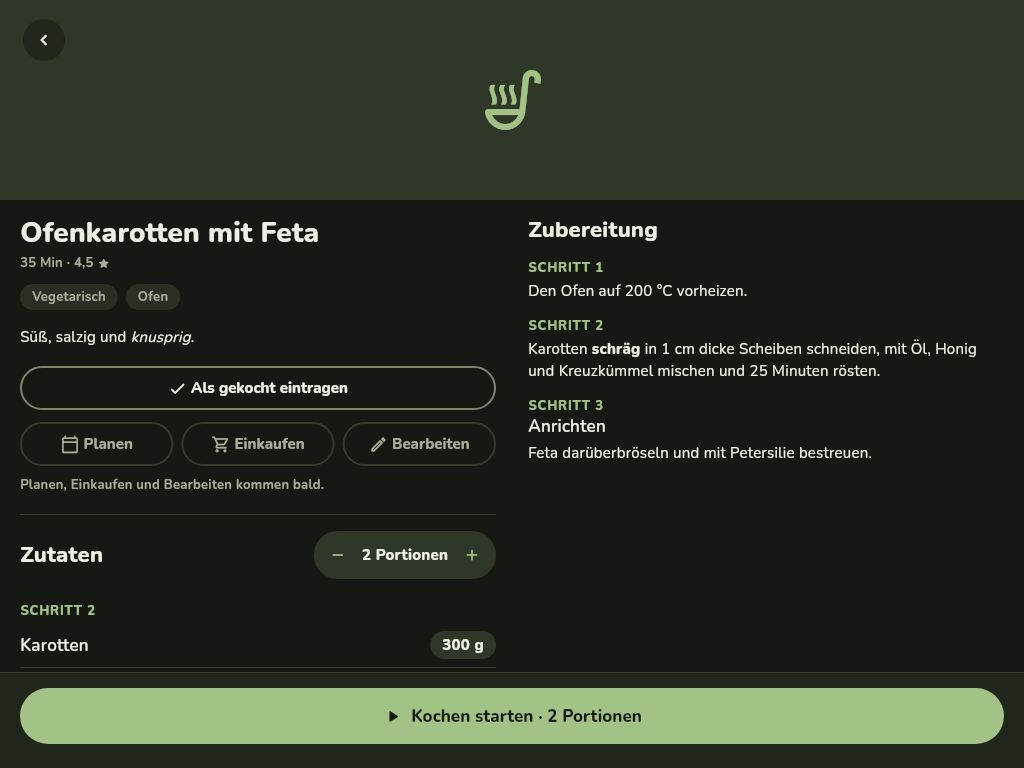 Ofenkarotten mit Feta
35 Min · 4,5 ★
Vegetarisch
Ofen
Süß, salzig und knusprig.
Als gekocht eintragen
Planen
Einkaufen
Bearbeiten
Planen, Einkaufen und Bearbeiten kommen bald.
Zutaten
− 2 Portionen +
SCHRITT 2
Karotten
300 g
Zubereitung
SCHRITT 1
Den Ofen auf 200 °C vorheizen.
SCHRITT 2
Karotten schräg in 1 cm dicke Scheiben schneiden, mit Öl, Honig
und Kreuzkümmel mischen und 25 Minuten rösten.
SCHRITT 3
Anrichten
Feta darüberbröseln und mit Petersilie bestreuen.
Kochen starten · 2 Portionen